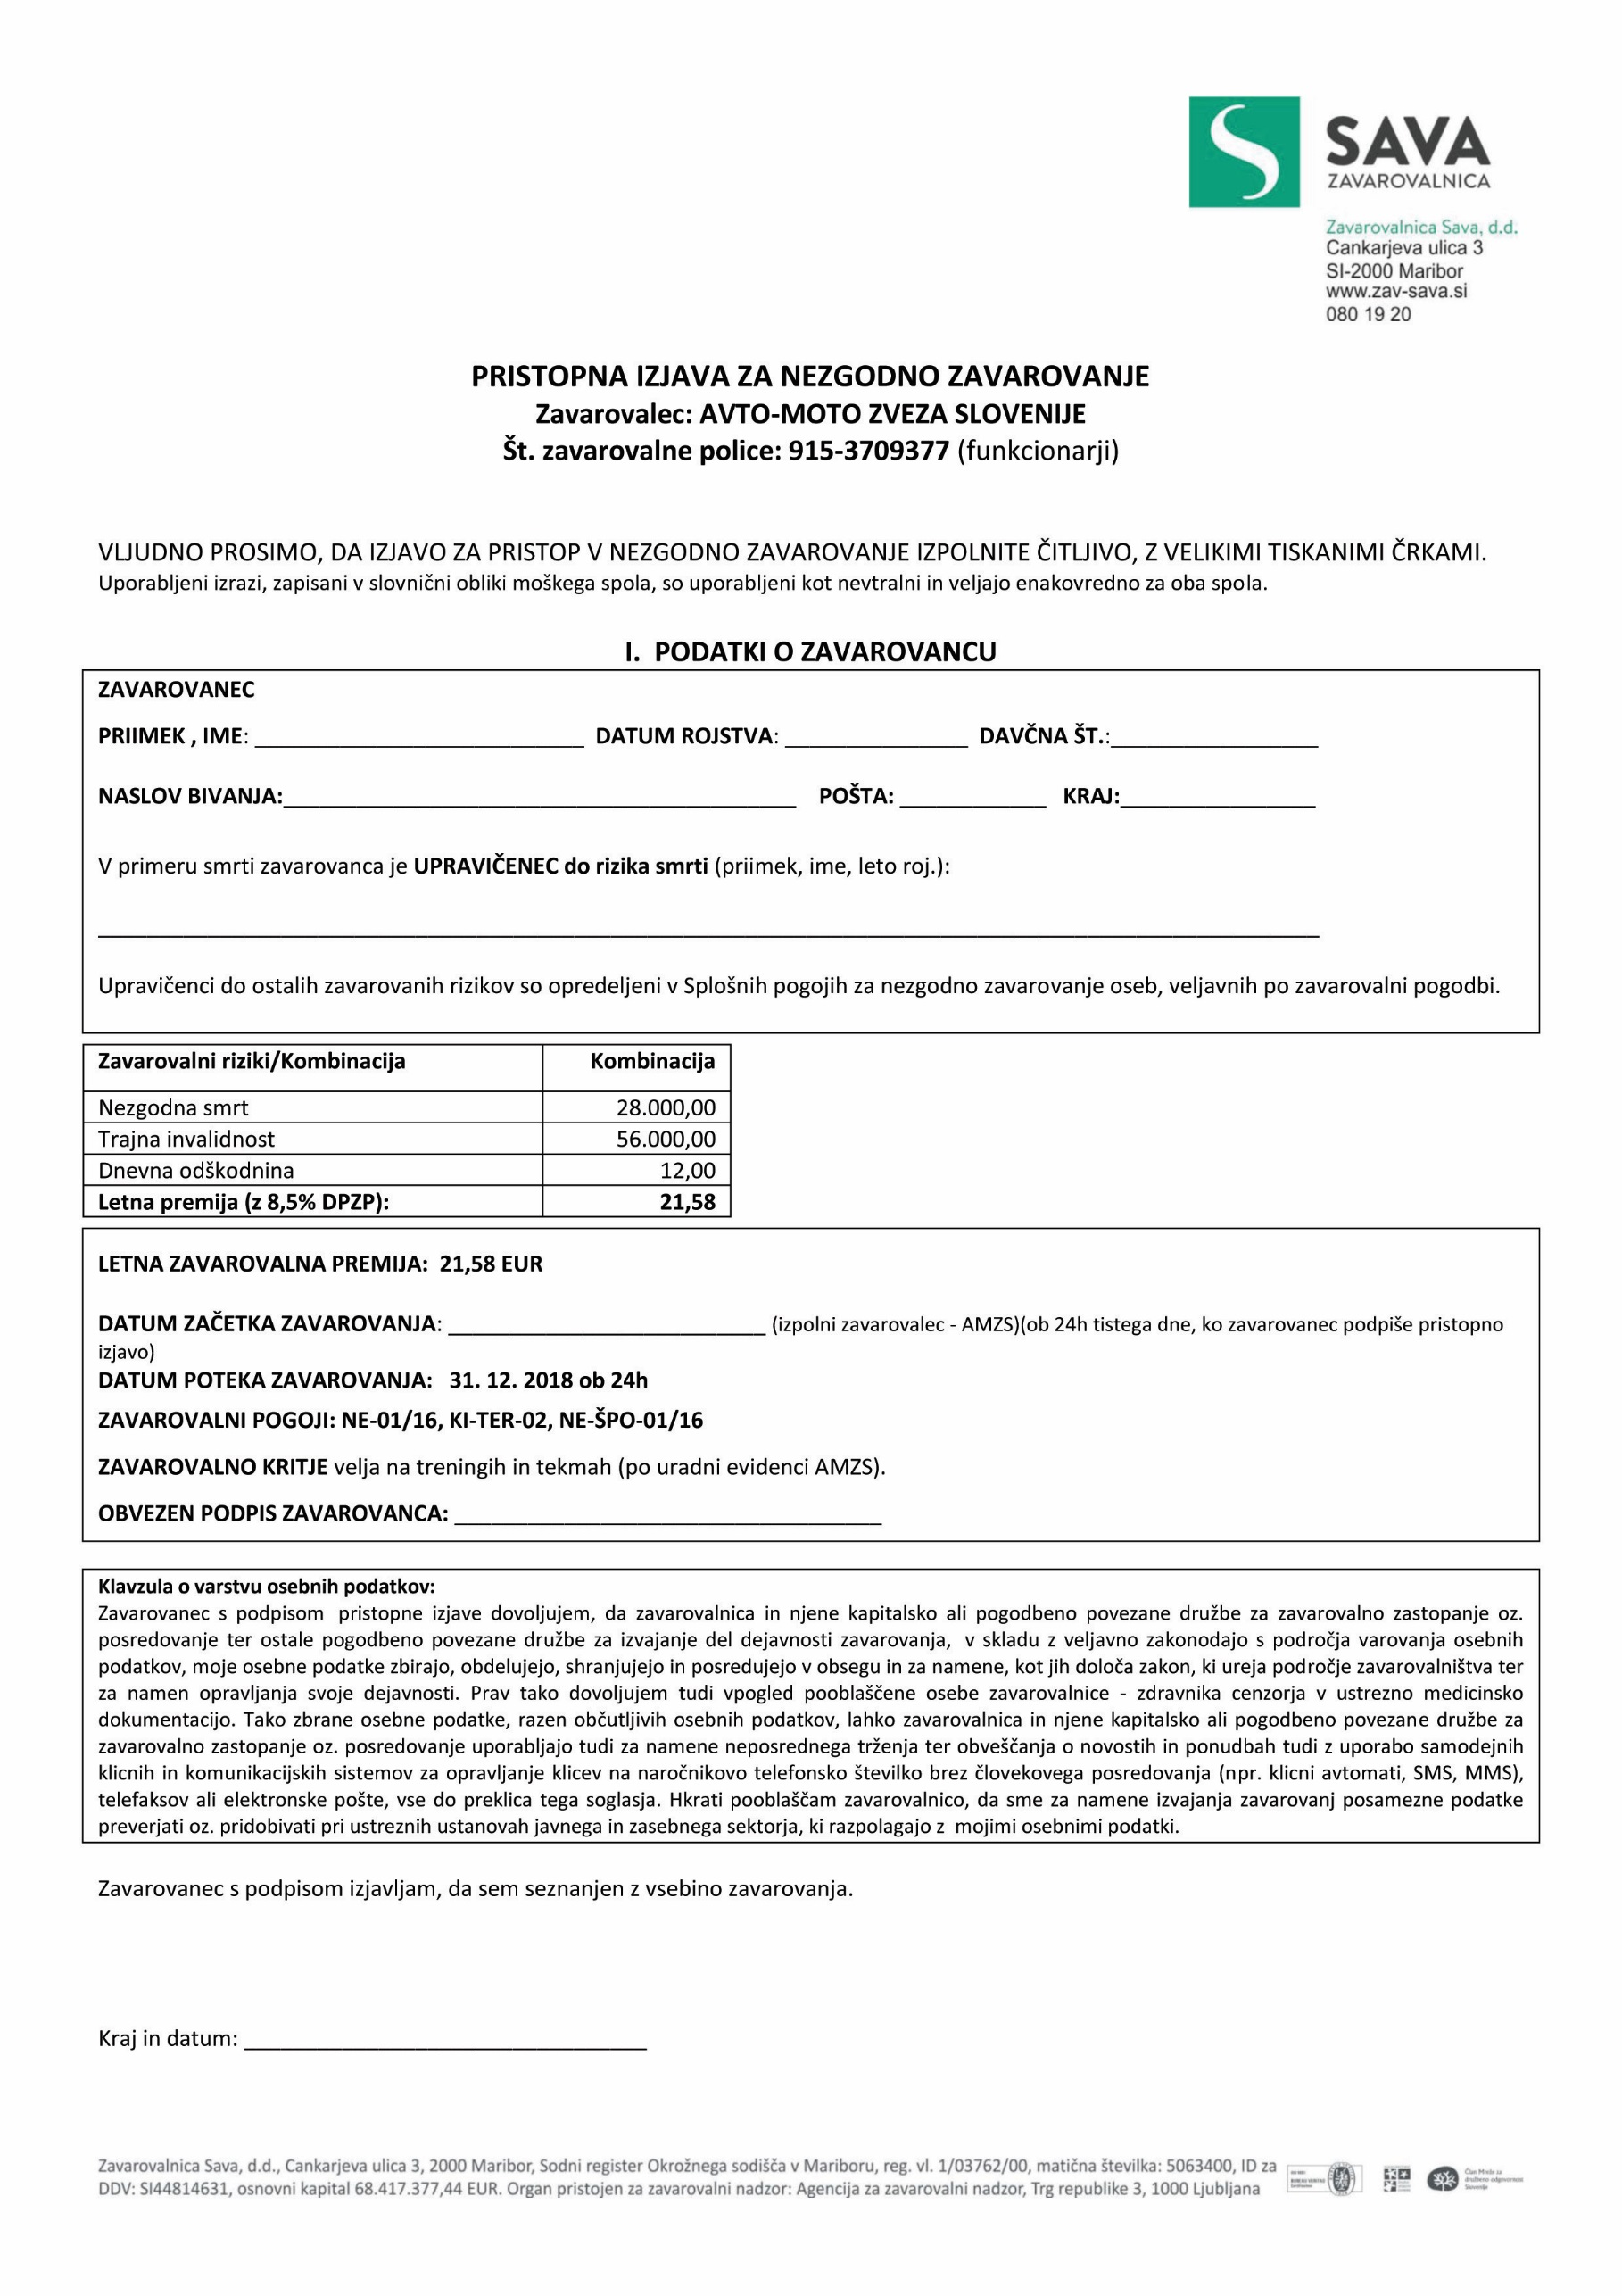 SAVA
ZAVAROVALNICA
Zavarovalnica Sava, d.d.
Cankarjeva ulica 3
SI-2000 Maribor
www.zav-sava.si
080 19 20
PRISTOPNA IZJAVA ZA NEZGODNO ZAVAROVANJE
Zavarovalec: AVTO-MOTO ZVEZA SLOVENIJE
Št. zavarovalne police: 915-3709377 (funkcionarji)
VLJUDNO PROSIMO, DA IZJAVO ZA PRISTOP V NEZGODNO ZAVAROVANJE IZPOLNITE ČITLJIVO, Z VELIKIMI TISKANIMI ČRKAMI.
Uporabljeni izrazi, zapisani v slovnični obliki moškega spola, so uporabljeni kot nevtralni in veljajo enakovredno za oba spola.
I. PODATKI O ZAVAROVANCU
ZAVAROVANEC
PRIIMEK , IME: ___________________________ DATUM ROJSTVA: _______________ DAVČNA ŠT.:_________________
NASLOV BIVANJA:__________________________________________ POŠTA: ____________ KRAJ:________________
V primeru smrti zavarovanca je UPRAVIČENEC do rizika smrti (priimek, ime, leto roj.):
____________________________________________________________________________________________________
Upravičenci do ostalih zavarovanih rizikov so opredeljeni v Splošnih pogojih za nezgodno zavarovanje oseb, veljavnih po zavarovalni pogodbi.
Zavarovalni riziki/Kombinacija Kombinacija
Nezgodna smrt 28.000,00
Trajna invalidnost 56.000,00
Dnevna odškodnina 12,00
Letna premija (z 8,5% DPZP): 21,58
LETNA ZAVAROVALNA PREMIJA: 21,58 EUR
DATUM ZAČETKA ZAVAROVANJA: __________________________ (izpolni zavarovalec - AMZS)(ob 24h tistega dne, ko zavarovanec podpiše pristopno
izjavo)
DATUM POTEKA ZAVAROVANJA: 31. 12. 2018 ob 24h
ZAVAROVALNI POGOJI: NE-01/16, KI-TER-02, NE-ŠPO-01/16
ZAVAROVALNO KRITJE velja na treningih in tekmah (po uradni evidenci AMZS).
OBVEZEN PODPIS ZAVAROVANCA: ___________________________________
Klavzula o varstvu osebnih podatkov:
Zavarovanec s podpisom pristopne izjave dovoljujem, da zavarovalnica in njene kapitalsko ali pogodbeno povezane družbe za zavarovalno zastopanje oz.
posredovanje ter ostale pogodbeno povezane družbe za izvajanje del dejavnosti zavarovanja, v skladu z veljavno zakonodajo s področja varovanja osebnih
podatkov, moje osebne podatke zbirajo, obdelujejo, shranjujejo in posredujejo v obsegu in za namene, kot jih določa zakon, ki ureja področje zavarovalništva ter
za namen opravljanja svoje dejavnosti. Prav tako dovoljujem tudi vpogled pooblaščene osebe zavarovalnice - zdravnika cenzorja v ustrezno medicinsko
dokumentacijo. Tako zbrane osebne podatke, razen občutljivih osebnih podatkov, lahko zavarovalnica in njene kapitalsko ali pogodbeno povezane družbe za
zavarovalno zastopanje oz. posredovanje uporabljajo tudi za namene neposrednega trženja ter obveščanja o novostih in ponudbah tudi z uporabo samodejnih
klicnih in komunikacijskih sistemov za opravljanje klicev na naročnikovo telefonsko številko brez človekovega posredovanja (npr. klicni avtomati, SMS, MMS),
telefaksov ali elektronske pošte, vse do preklica tega soglasja. Hkrati pooblaščam zavarovalnico, da sme za namene izvajanja zavarovanj posamezne podatke
preverjati oz. pridobivati pri ustreznih ustanovah javnega in zasebnega sektorja, ki razpolagajo z mojimi osebnimi podatki.
Zavarovanec s podpisom izjavljam, da sem seznanjen z vsebino zavarovanja.
Kraj in datum: _________________________________
Zavarovalnica Sava, d.d., Cankarjeva ulica 3, 2000 Maribor, Sodni register Okrožnega sodišča v Mariboru, reg. vl. 1/03762/00, matična številka: 5063400, ID za
DDV: SI44814631, osnovni kapital 68.417.377,44 EUR. Organ pristojen za zavarovalni nadzor: Agencija za zavarovalni nadzor, Trg republike 3, 1000 Ljubljana